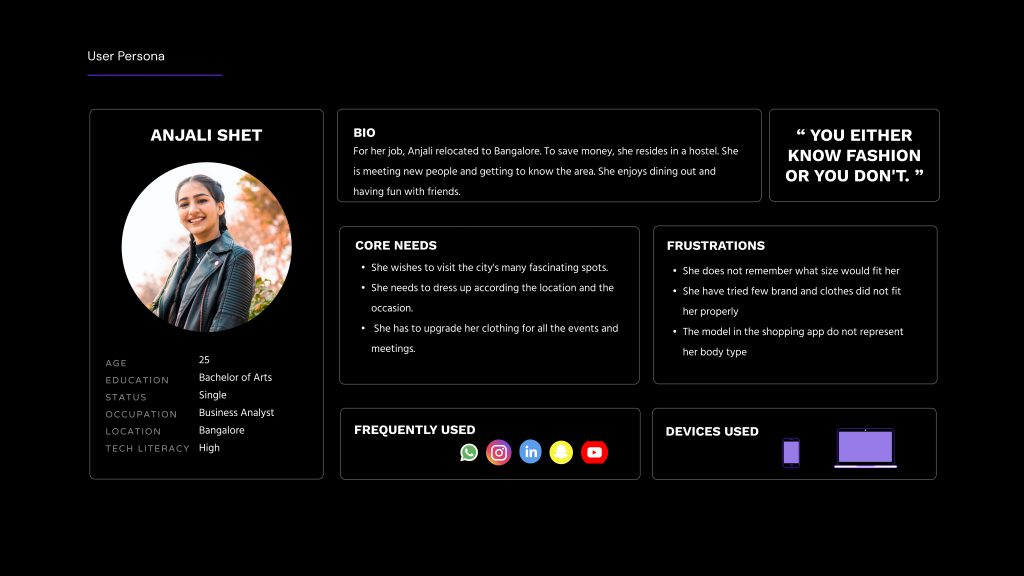 User Persona
ANJALI SHET
AGE 25
EDUCATION Bachelor of Arts
STATUS Single
OCCUPATION Business Analyst
LOCATION Bangalore
TECH LITERACY High
BIO
For her job, Anjali relocated to Bangalore. To save money, she resides in a hostel. She
is meeting new people and getting to know the area. She enjoys dining out and
having fun with friends.
“ YOU EITHER
KNOW FASHION
OR YOU DON'T. ”
CORE NEEDS
• She wishes to visit the city's many fascinating spots.
• She needs to dress up according the location and the
occasion.
• She has to upgrade her clothing for all the events and
meetings.
FRUSTRATIONS
• She does not remember what size would fit her
• She have tried few brand and clothes did not fit
her properly
• The model in the shopping app do not represent
her body type
FREQUENTLY USED
in
DEVICES USED